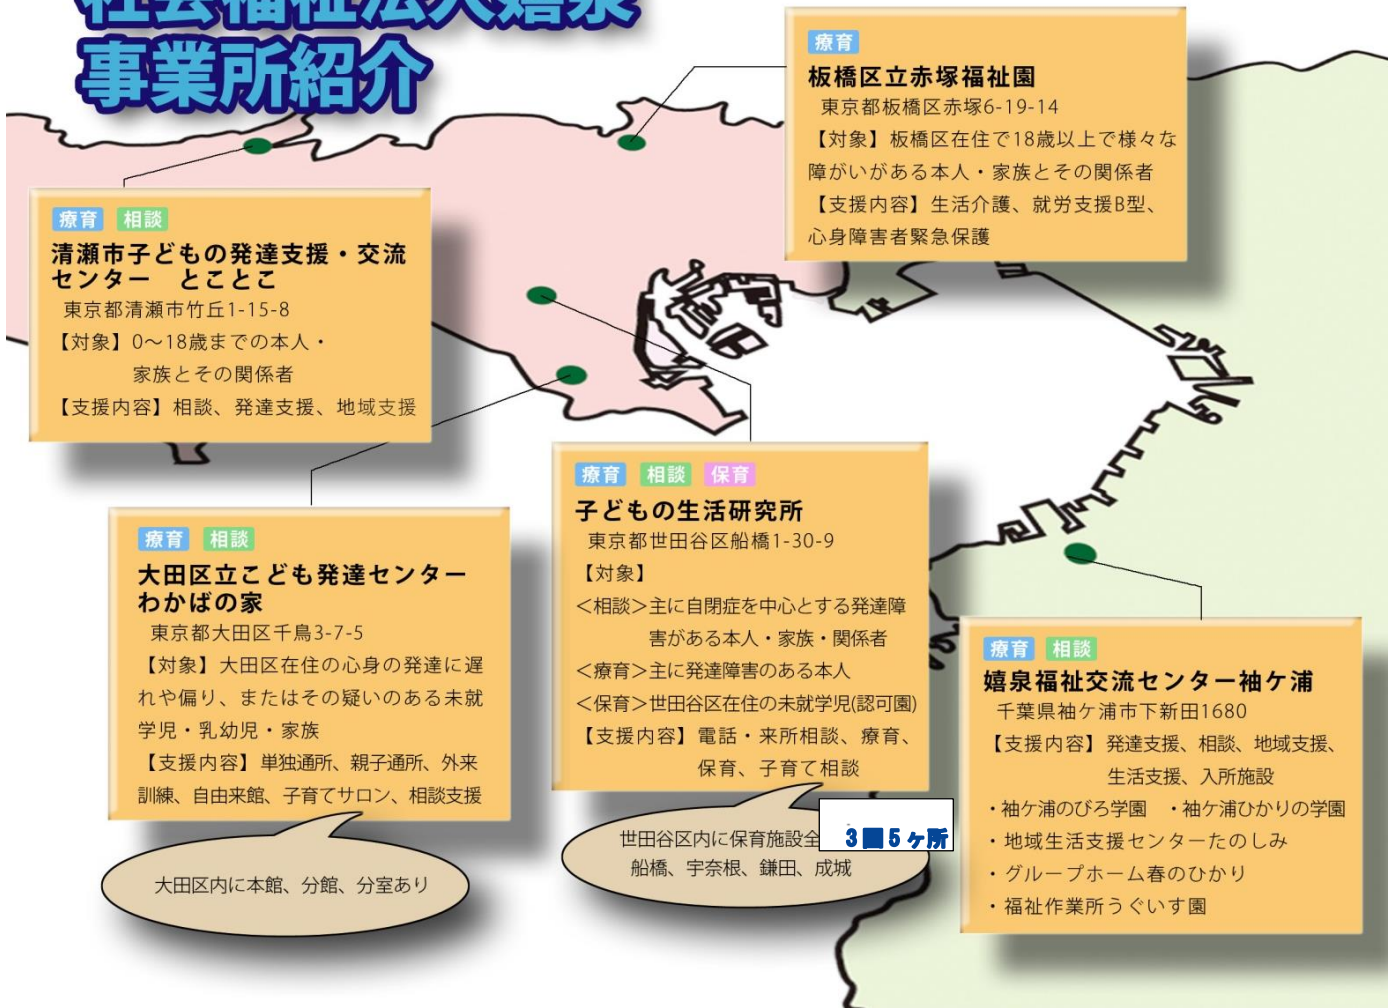 社会福祉法人嬉泉
事業所紹介
療育
板橋区立赤塚福祉園
東京都板橋区赤塚6-19-14
【対象】板橋区在住で18歳以上で様々な
障がいがある本人・家族とその関係者
【支援内容】生活介護、就労支援B型、
心身障害者緊急保護
療育 相談
清瀬市子どもの発達支援・交流
センター とことこ
東京都清瀬市竹丘1-15-8
【対象】0〜18歳までの本人・
家族とその関係者
【支援内容】相談、発達支援、地域支援
療育 相談
大田区立こども発達センター
わかばの家
東京都大田区千鳥3-7-5
【対象】大田区在住の心身の発達に遅
れや偏り、またはその疑いのある未就
学児・乳幼児・家族
【支援内容】単独通所、親子通所、外来
訓練、自由来館、子育てサロン、相談支援
大田区内に本館、分館、分室あり
療育 相談 保育
子どもの生活研究所
東京都世田谷区船橋1-30-9
【対象】
＜相談＞主に自閉症を中心とする発達障
害がある本人・家族・関係者
＜療育＞主に発達障害のある本人
＜保育＞世田谷区在住の未就学児(認可園)
【支援内容】電話・来所相談、療育、
保育、子育て相談
世田谷区内に保育施設全 3園5ヶ所
船橋、宇奈根、鎌田、成城
療育 相談
嬉泉福祉交流センター袖ケ浦
千葉県袖ケ浦市下新田1680
【支援内容】発達支援、相談、地域支援、
生活支援、入所施設
・袖ケ浦のびろ学園 ・袖ケ浦ひかりの学園
・地域生活支援センターたのしみ
・グループホーム春のひかり
・福祉作業所うぐいす園